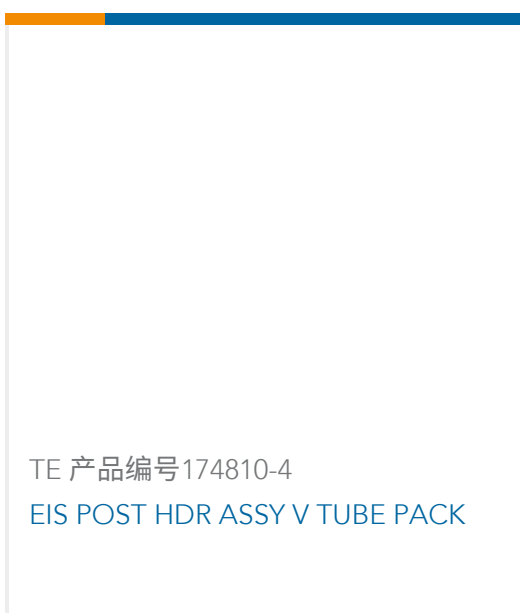 TE 产品编号174810-4
EIS POST HDR ASSY V TUBE PACK